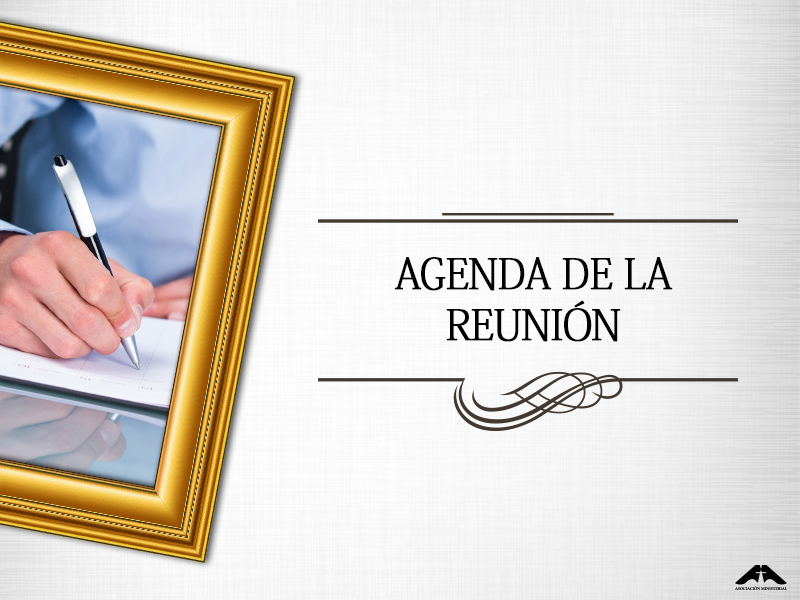 AGENDA DE LA
REUNIÓN
ASOCIACIÓN MINISTERIAL